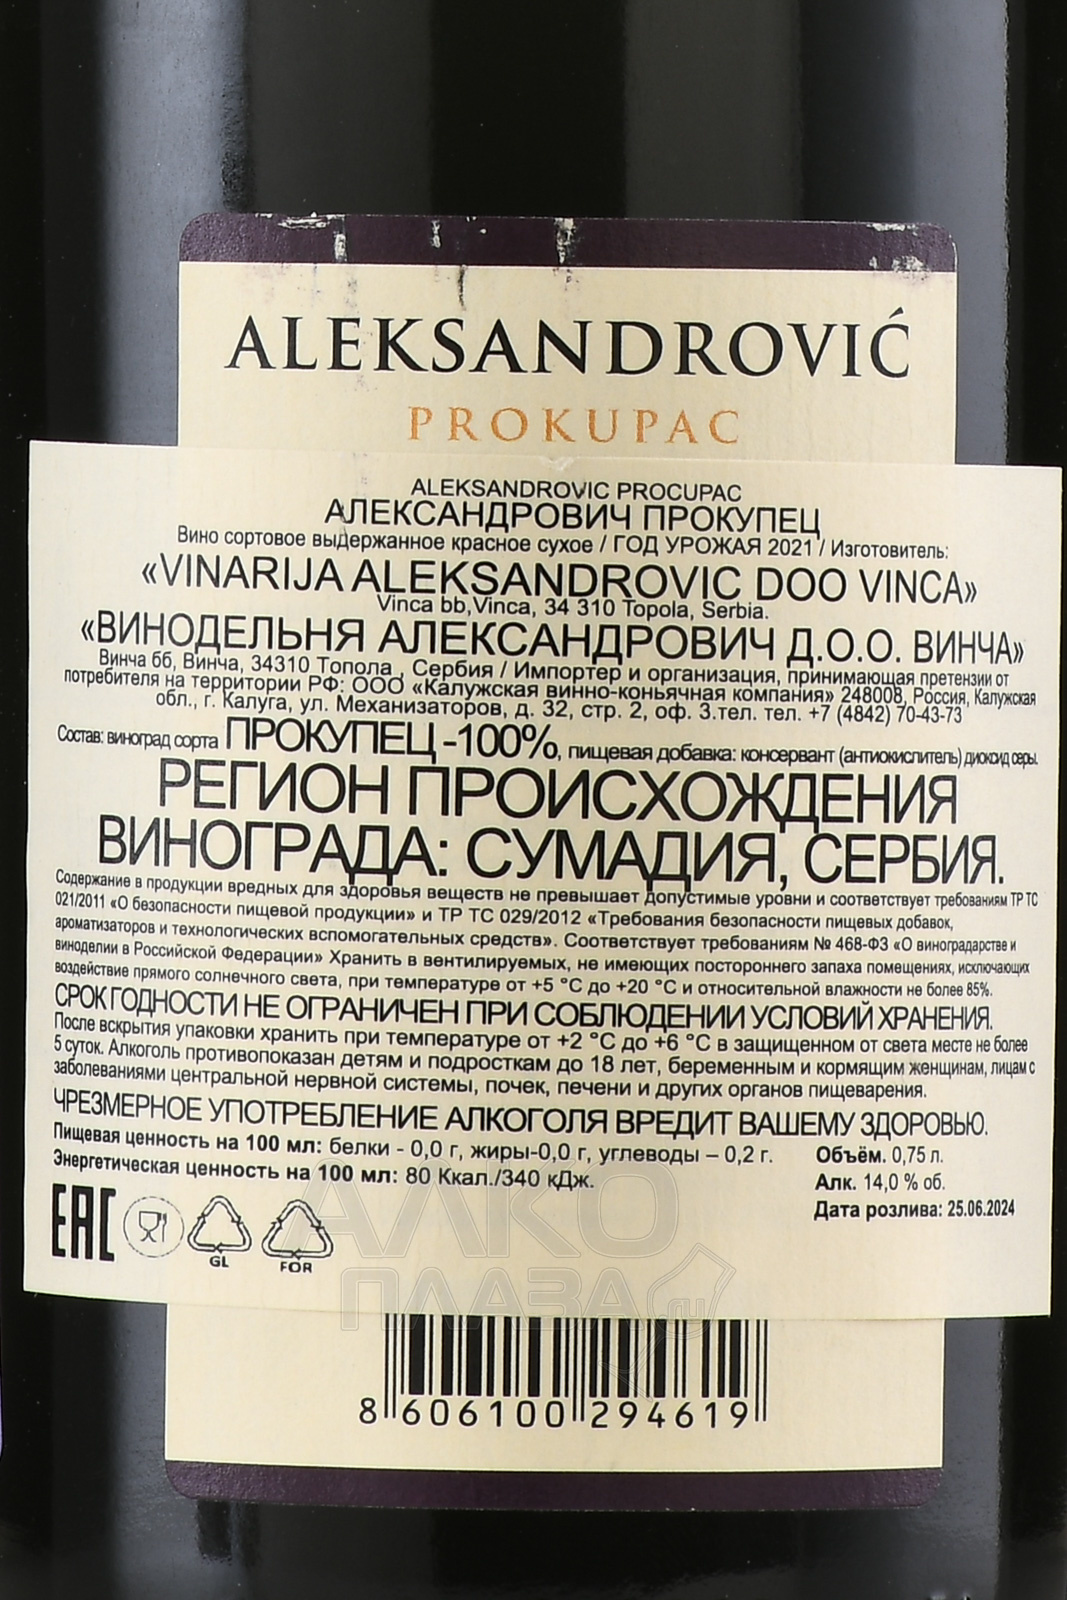 ALEKSANDROVIĆ
PROKUPAC
ALEKSANDROVIC PROCUPAC
АЛЕКСАНДРОВИЧ ПРОКУПЕЦ
Вино сортовое выдержанное красное сухое / ГОД УРОЖАЯ 2021 / Изготовитель:
«VINARIJA ALEKSANDROVIC DOO VINCA»
Vinca bb,Vinca, 34 310 Topola, Serbia.
«ВИНОДЕЛЬНЯ АЛЕКСАНДРОВИЧ Д.О.О. ВИНЧА»
Винча бб, Винча, 34310 Топола , Сербия / Импортер и организация, принимающая претензии от
потребителя на территории РФ: ООО «Калужская винно-коньячная компания» 248008, Россия, Калужская
обл., г. Калуга, ул. Механизаторов, д. 32, стр. 2, оф. 3.тел. тел. +7 (4842) 70-43-73
Состав: виноград сорта ПРОКУПЕЦ -100%, пищевая добавка: консервант (антиокислитель) диоксид серы.
РЕГИОН ПРОИСХОЖДЕНИЯ
ВИНОГРАДА: СУМАДИЯ, СЕРБИЯ.
Содержание в продукции вредных для здоровья веществ не превышает допустимые уровни и соответствует требованиям ТР ТС
021/2011 «О безопасности пищевой продукции» и ТР ТС 029/2012 «Требования безопасности пищевых добавок,
ароматизаторов и технологических вспомогательных средств». Соответствует требованиям № 468-ФЗ «О виноградарстве и
виноделии в Российской Федерации» Хранить в вентилируемых, не имеющих постороннего запаха помещениях, исключающих
воздействие прямого солнечного света, при температуре от +5 °С до +20 °С и относительной влажности не более 85%.
СРОК ГОДНОСТИ НЕ ОГРАНИЧЕН ПРИ СОБЛЮДЕНИИ УСЛОВИЙ ХРАНЕНИЯ.
После вскрытия упаковки хранить при температуре от +2 °С до +6 °С в защищенном от света месте не более
5 суток. Алкоголь противопоказан детям и подросткам до 18 лет, беременным и кормящим женщинам, лицам с
заболеваниями центральной нервной системы, почек, печени и других органов пищеварения.
ЧРЕЗМЕРНОЕ УПОТРЕБЛЕНИЕ АЛКОГОЛЯ ВРЕДИТ ВАШЕМУ ЗДОРОВЬЮ.
Пищевая ценность на 100 мл: белки - 0,0 г, жиры-0,0 г, углеводы – 0,2 г.
Энергетическая ценность на 100 мл: 80 Ккал./340 кДж.
Объём. 0,75 л.
Алк. 14,0 % об.
Дата розлива: 25.06.2024
EAC
GL
FOR
АЛКО
ПЛАЗА
.ru
8 606100 294619